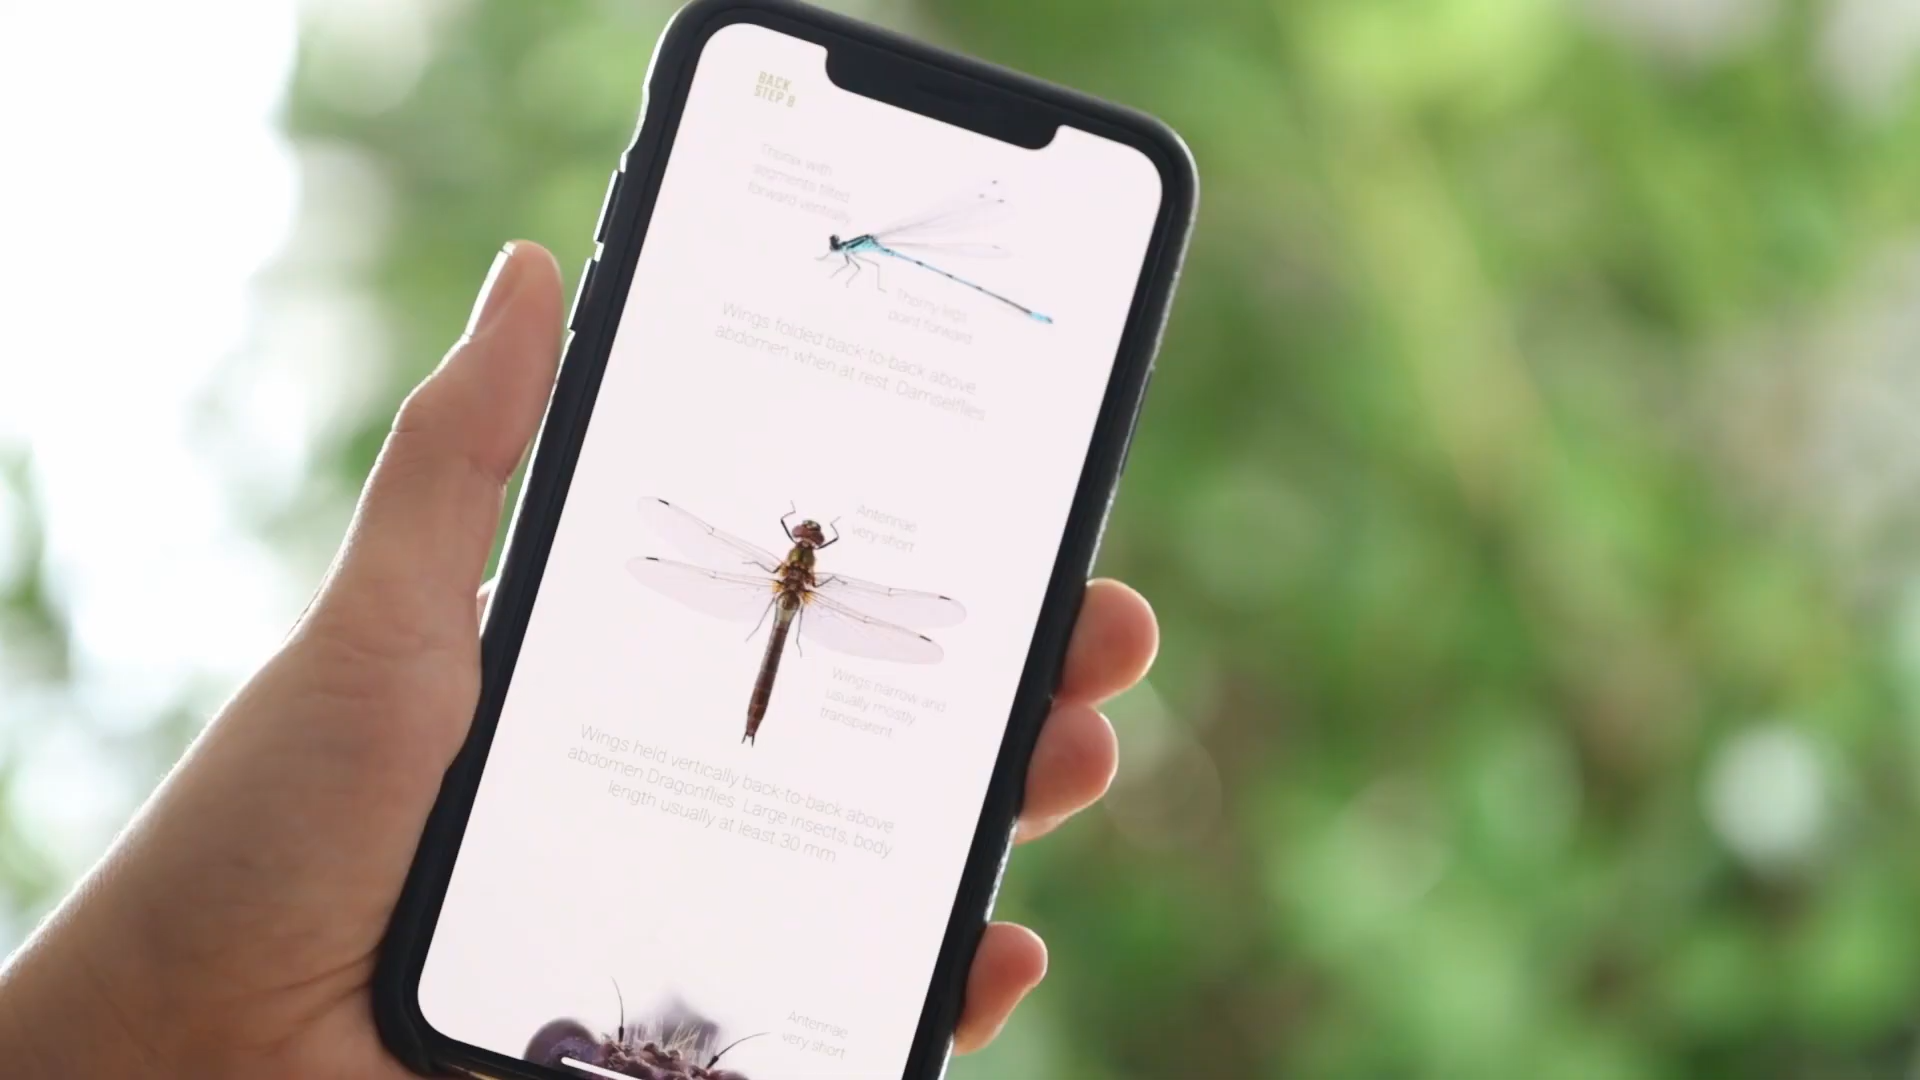 BACK
STEP 8
Thorax with
segments tilted
forward ventrally
Thorny legs
point forward
Wings folded back-to-back above
abdomen when at rest. Damselflies
Antennae
very short
Wings narrow and
usually mostly
transparent
Wings held vertically back-to-back above
abdomen Dragonflies. Large insects, body
length usually at least 30 mm
Antennae
very short